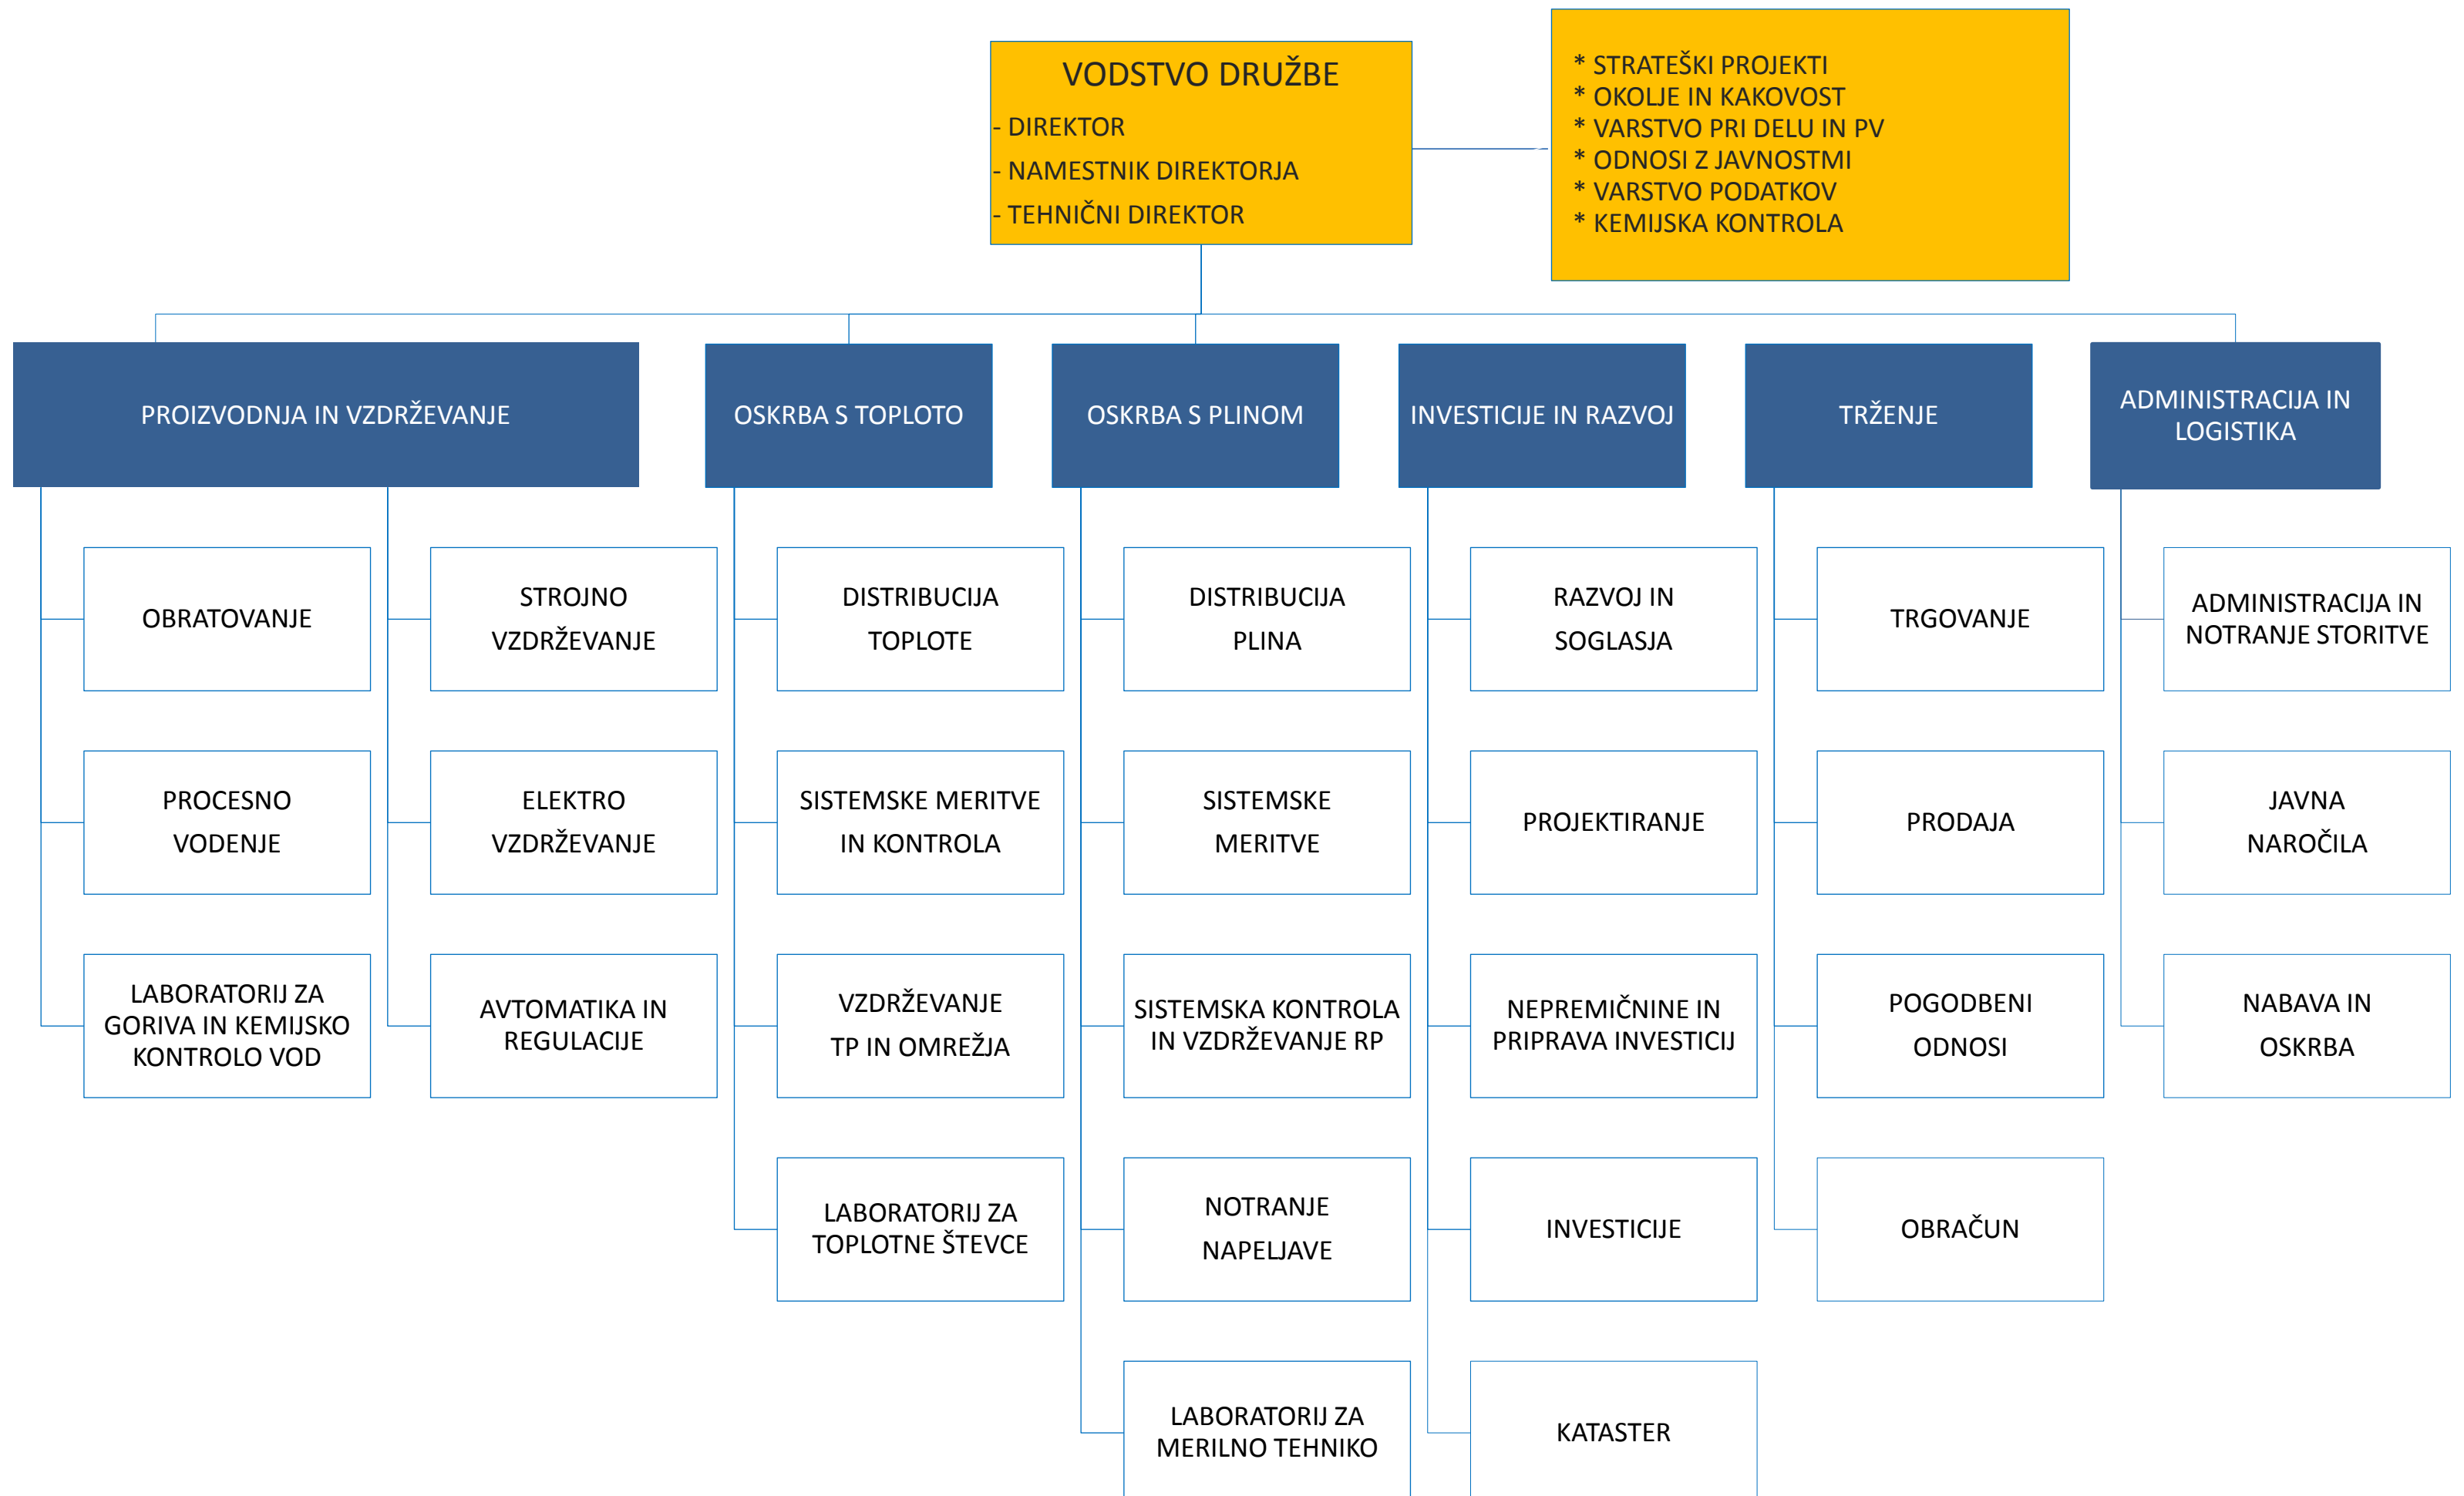 VODSTVO DRUŽBE
- DIREKTOR
- NAMESTNIK DIREKTORJA
- TEHNIČNI DIREKTOR
* STRATEŠKI PROJEKTI
* OKOLJE IN KAKOVOST
* VARSTVO PRI DELU IN PV
* ODNOSI Z JAVNOSTMI
* VARSTVO PODATKOV
* KEMIJSKA KONTROLA
PROIZVODNJA IN VZDRŽEVANJE
OBRATOVANJE
PROCESNO
VODENJE
LABORATORIJ ZA
GORIVA IN KEMIJSKO
KONTROLO VOD
STROJNO
VZDRŽEVANJE
ELEKTRO
VZDRŽEVANJE
AVTOMATIKA IN
REGULACIJE
OSKRBA S TOPLOTO
DISTRIBUCIJA
TOPLOTE
SISTEMSKE MERITVE
IN KONTROLA
VZDRŽEVANJE
TP IN OMREŽJA
LABORATORIJ ZA
TOPLOTNE ŠTEVCE
OSKRBA S PLINOM
DISTRIBUCIJA
PLINA
SISTEMSKE
MERITVE
SISTEMSKA KONTROLA
IN VZDRŽEVANJE RP
NOTRANJE
NAPELJAVE
LABORATORIJ ZA
MERILNO TEHNIKO
INVESTICIJE IN RAZVOJ
RAZVOJ IN
SOGLASJA
PROJEKTIRANJE
NEPREMIČNINE IN
PRIPRAVA INVESTICIJ
INVESTICIJE
KATASTER
TRŽENJE
TRGOVANJE
PRODAJA
POGODBENI
ODNOSI
OBRAČUN
ADMINISTRACIJA IN
LOGISTIKA
ADMINISTRACIJA IN
NOTRANJE STORITVE
JAVNA
NAROČILA
NABAVA IN
OSKRBA